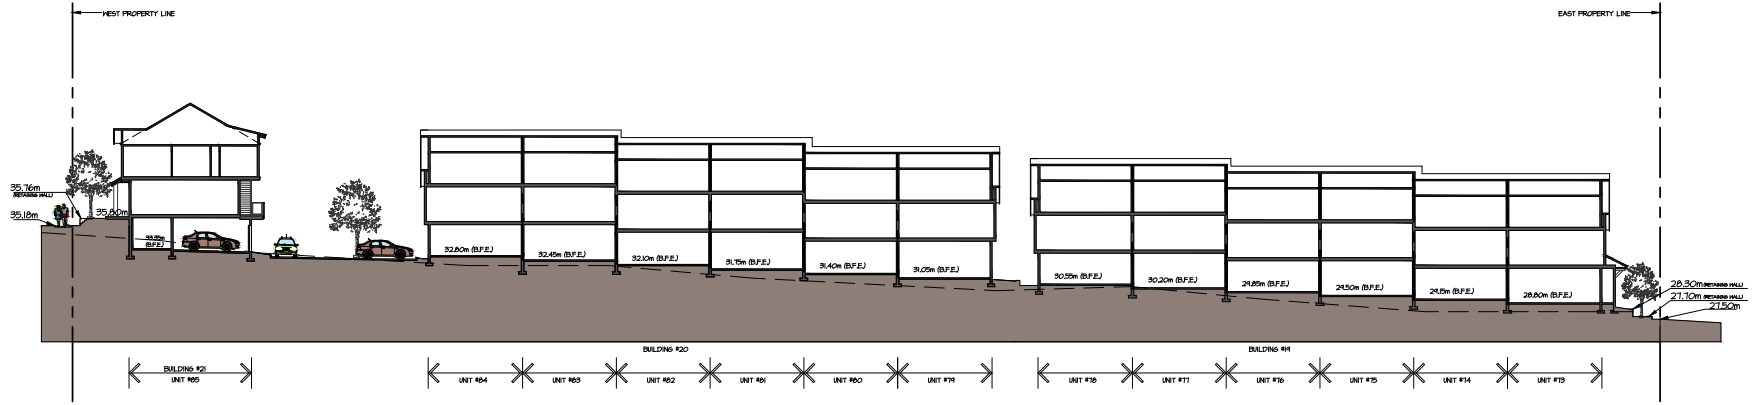 WEST PROPERTY LINE
EAST PROPERTY LINE
35.76m
(RETAINING WALL)
35.18m
35.80m
33.35m
(B.F.E.)
32.80m (B.F.E.)
32.45m (B.F.E.)
32.10m (B.F.E.)
31.75m (B.F.E.)
31.40m (B.F.E.)
31.05m (B.F.E.)
30.55m (B.F.E.)
30.20m (B.F.E.)
29.85m (B.F.E.)
29.50m (B.F.E.)
29.15m (B.F.E.)
28.80m (B.F.E.)
28.30m (RETAINING WALL)
27.70m (RETAINING WALL)
27.50m
BUILDING #20
BUILDING #19
BUILDING #21
UNIT #85
UNIT #84
UNIT #83
UNIT #82
UNIT #81
UNIT #80
UNIT #79
UNIT #78
UNIT #77
UNIT #76
UNIT #75
UNIT #74
UNIT #73